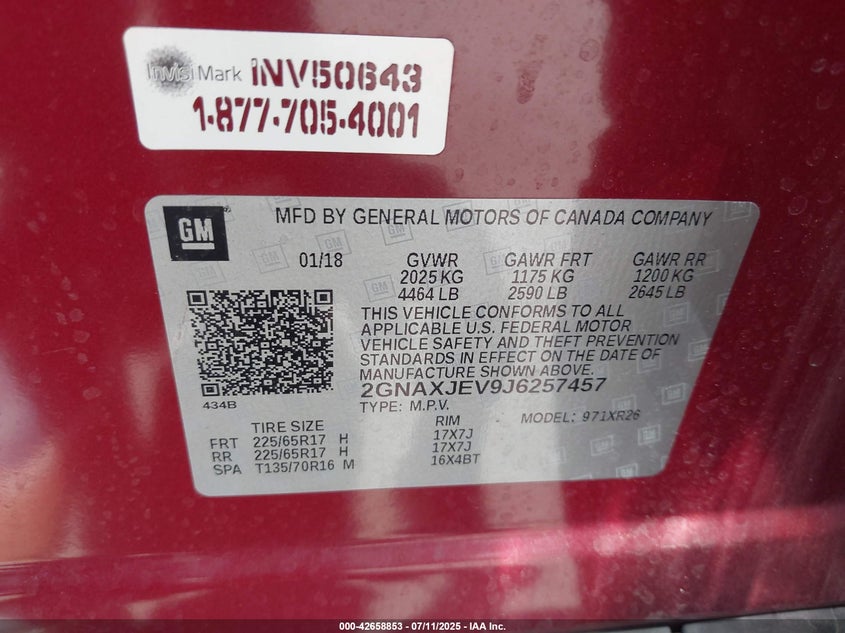 InvisiMark INV50643
1-877-705-4001
GM
MFD BY GENERAL MOTORS OF CANADA COMPANY
01/18 GVWR GAWR FRT GAWR RR
2025 KG 1175 KG 1200 KG
4464 LB 2590 LB 2645 LB
THIS VEHICLE CONFORMS TO ALL
APPLICABLE U.S. FEDERAL MOTOR
VEHICLE SAFETY AND THEFT PREVENTION
STANDARDS IN EFFECT ON THE DATE OF
MANUFACTURE SHOWN ABOVE.
2GNAXJEV9J6257457
434B TYPE: M.P.V. MODEL: 971XR26
TIRE SIZE RIM
FRT 225/65R17 H 17X7J
RR 225/65R17 H 17X7J
SPA T135/70R16 M 16X4BT
000-42658853 - 07/11/2025 - IAA Inc.